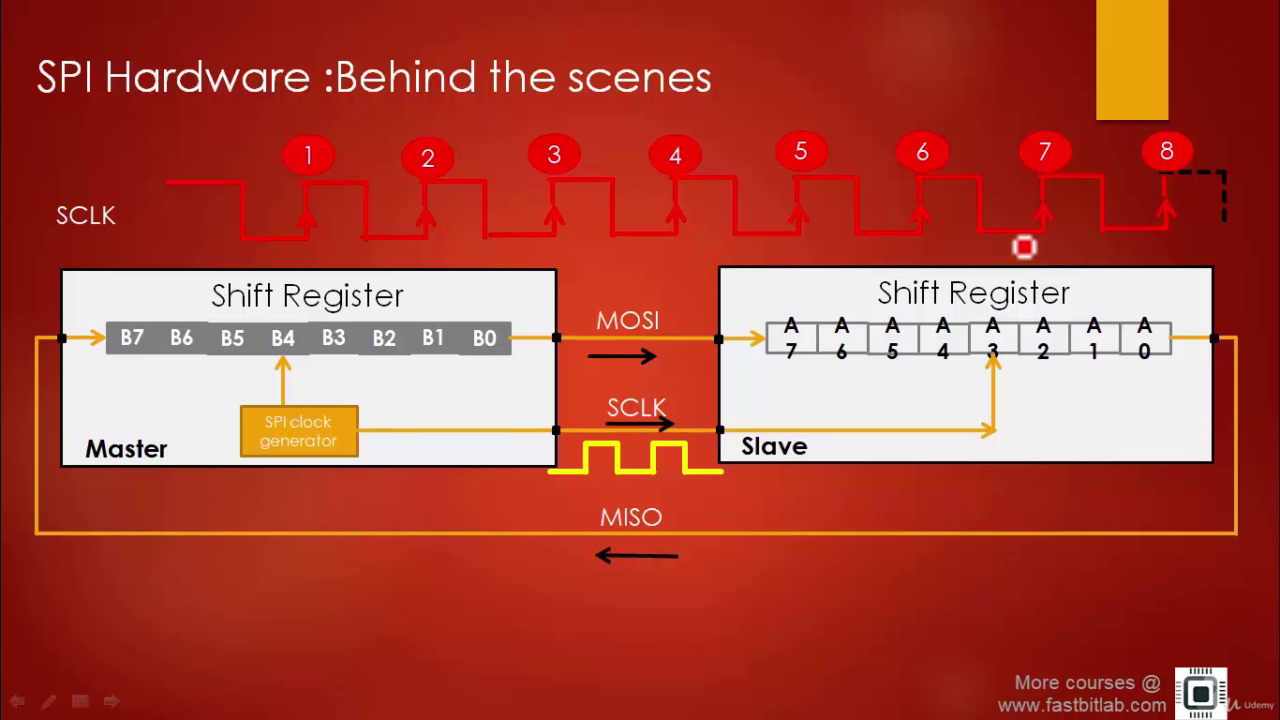 SPI Hardware :Behind the scenes
1 2 3 4 5 6 7 8
SCLK
Shift Register
B7 B6 B5 B4 B3 B2 B1 B0
SPI clock
generator
Master
MOSI
SCLK
MISO
Shift Register
A A A A A A A A
7 6 5 4 3 2 1 0
Slave
More courses @
www.fastbitlab.com
Udemy